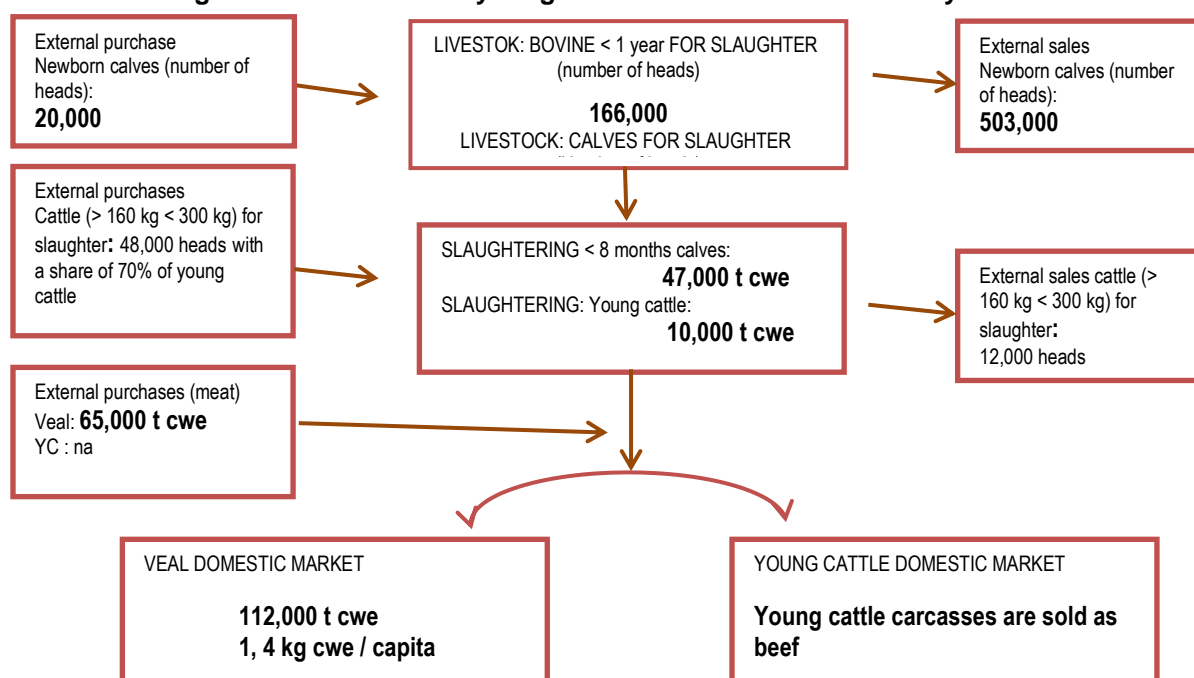 External purchase
Newborn calves (number of
heads):
20,000
LIVESTOK: BOVINE < 1 year FOR SLAUGHTER
(number of heads)
166,000
LIVESTOCK: CALVES FOR SLAUGHTER
External sales
Newborn calves (number
of heads):
503,000
External purchases
Cattle (> 160 kg < 300 kg) for
slaughter: 48,000 heads with
a share of 70% of young
cattle
SLAUGHTERING < 8 months calves:
47,000 t cwe
SLAUGHTERING: Young cattle:
10,000 t cwe
External sales cattle (>
160 kg < 300 kg) for
slaughter:
12,000 heads
External purchases (meat)
Veal: 65,000 t cwe
YC : na
VEAL DOMESTIC MARKET
112,000 t cwe
1, 4 kg cwe / capita
YOUNG CATTLE DOMESTIC MARKET
Young cattle carcasses are sold as
beef